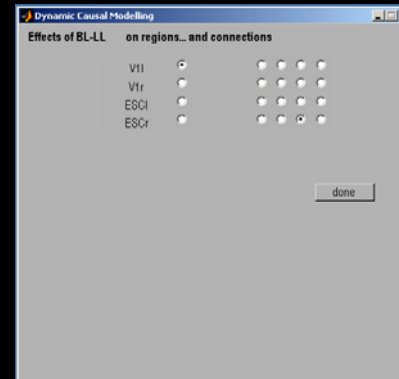 Dynamic Causal Modelling
Effects of BL-LL on regions... and connections
V1l
V1r
ESCl
ESCr
done